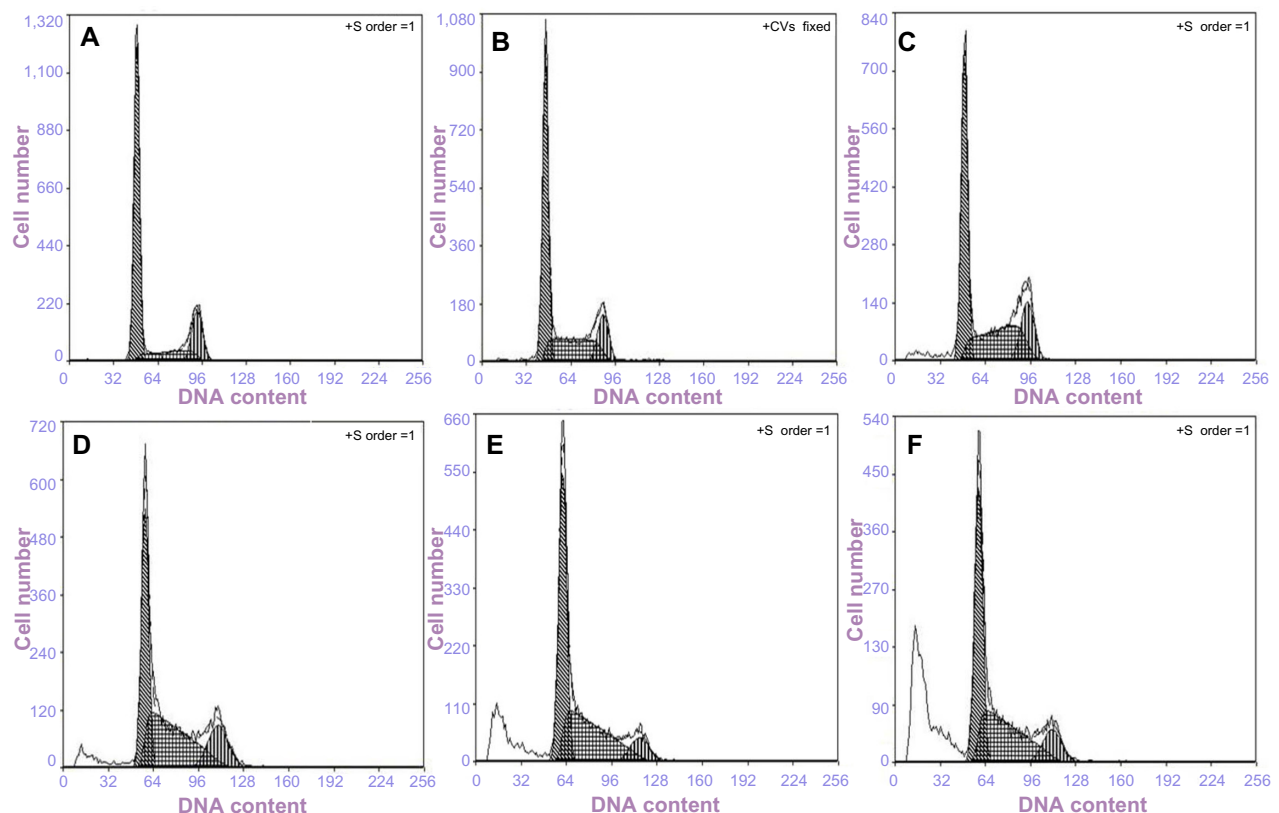 A
+S order =1
1,320
1,100
880
660
440
220
0
Cell number
0 32 64 96 128 160 192 224 256
DNA content
B
+CVs fixed
1,080
900
720
540
360
180
0
Cell number
0 32 64 96 128 160 192 224 256
DNA content
C
+S order =1
840
700
560
420
280
140
0
Cell number
0 32 64 96 128 160 192 224 256
DNA content
D
+S order =1
720
600
480
360
240
120
0
Cell number
0 32 64 96 128 160 192 224 256
DNA content
E
+S order =1
660
550
440
330
220
110
0
Cell number
0 32 64 96 128 160 192 224 256
DNA content
F
+S order =1
540
450
360
270
130
90
0
Cell number
0 32 64 96 128 160 192 224 256
DNA content